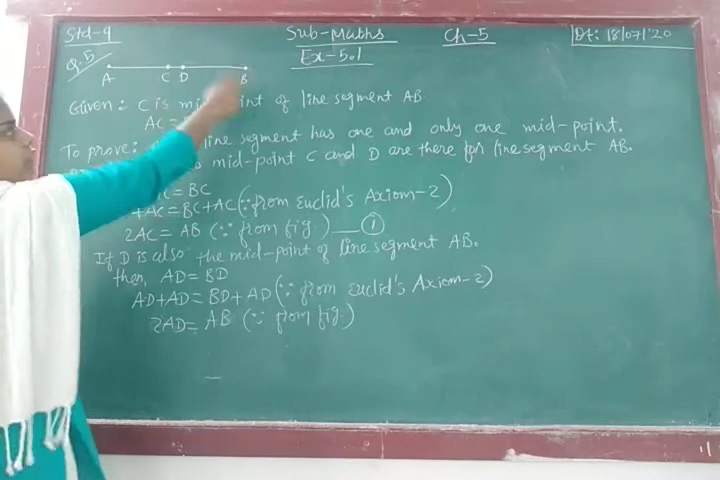 Std-9 Sub-Maths Ch-5 Dt: 18/07/'20
Ex-5.1
Q.5
A C D B
Given: C is mid point of line segment AB.
AC =
To prove: line segment has one and only one mid-point.
mid-point C and D are there for line segment AB.
= BC
+AC = BC+AC (∵ from Euclid's Axiom-2)
2AC = AB (∵ from fig.) — ①
If D is also the mid-point of line segment AB.
then, AD = BD
AD+AD = BD+AD (∵ from Euclid's Axiom-2)
2AD = AB (∵ from fig.)